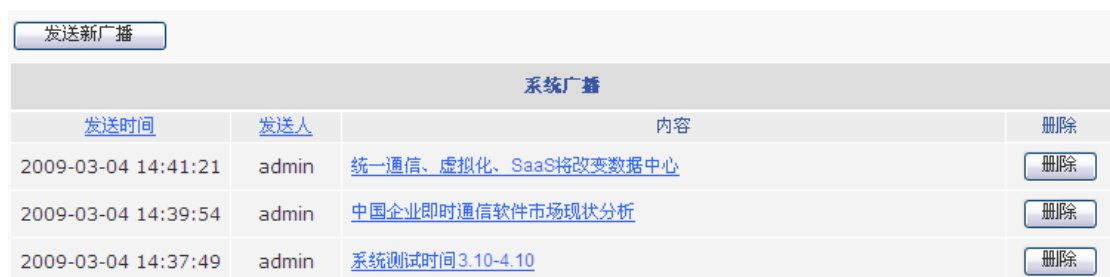 发送新广播
系统广播
发送时间 发送人 内容 删除
2009-03-04 14:41:21 admin 统一通信、虚拟化、SaaS将改变数据中心 删除
2009-03-04 14:39:54 admin 中国企业即时通信软件市场现状分析 删除
2009-03-04 14:37:49 admin 系统测试时间3.10-4.10 删除